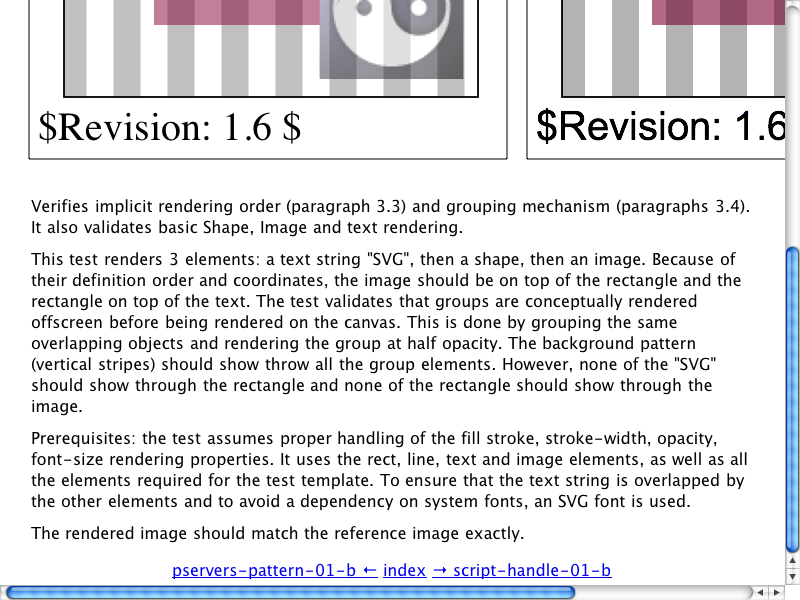 $Revision: 1.6 $
$Revision: 1.6
Verifies implicit rendering order (paragraph 3.3) and grouping mechanism (paragraphs 3.4).
It also validates basic Shape, Image and text rendering.
This test renders 3 elements: a text string "SVG", then a shape, then an image. Because of
their definition order and coordinates, the image should be on top of the rectangle and the
rectangle on top of the text. The test validates that groups are conceptually rendered
offscreen before being rendered on the canvas. This is done by grouping the same
overlapping objects and rendering the group at half opacity. The background pattern
(vertical stripes) should show throw all the group elements. However, none of the "SVG"
should show through the rectangle and none of the rectangle should show through the
image.
Prerequisites: the test assumes proper handling of the fill stroke, stroke-width, opacity,
font-size rendering properties. It uses the rect, line, text and image elements, as well as all
the elements required for the test template. To ensure that the text string is overlapped by
the other elements and to avoid a dependency on system fonts, an SVG font is used.
The rendered image should match the reference image exactly.
pservers-pattern-01-b ← index → script-handle-01-b